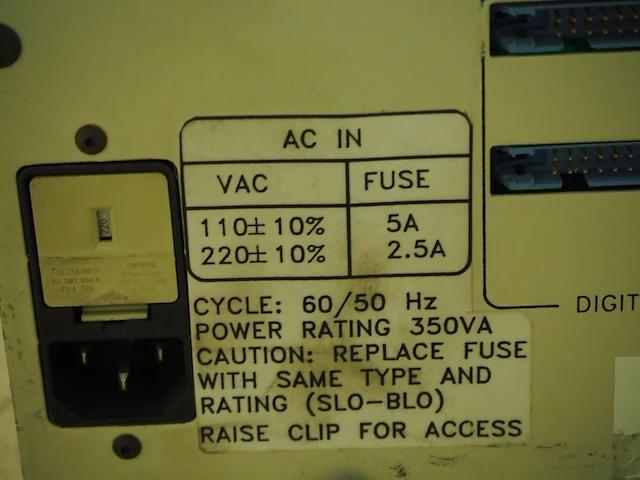 AC IN
VAC FUSE
110± 10% 5A
220± 10% 2.5A
220
CYCLE: 60/50 Hz
POWER RATING 350VA
CAUTION: REPLACE FUSE
WITH SAME TYPE AND
RATING (SLO-BLO)
RAISE CLIP FOR ACCESS
DIGIT